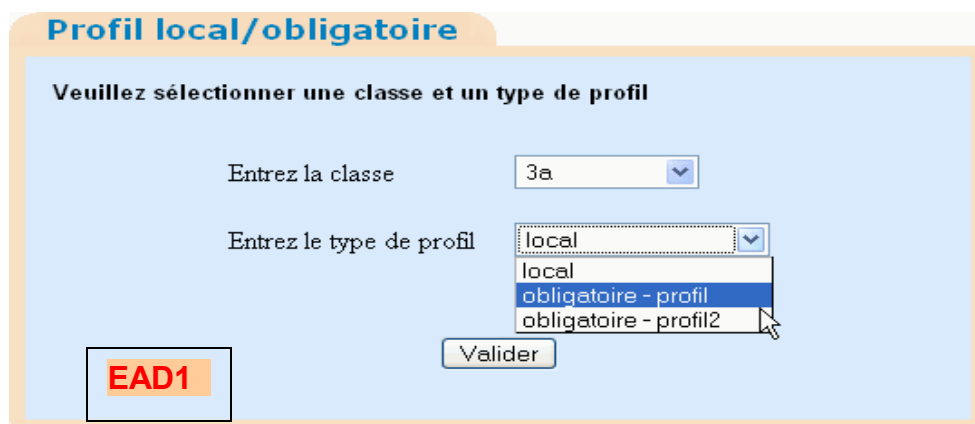 Profil local/obligatoire
Veuillez sélectionner une classe et un type de profil
Entrez la classe 3a
Entrez le type de profil local
local
obligatoire - profil
obligatoire - profil2
Valider
EAD1